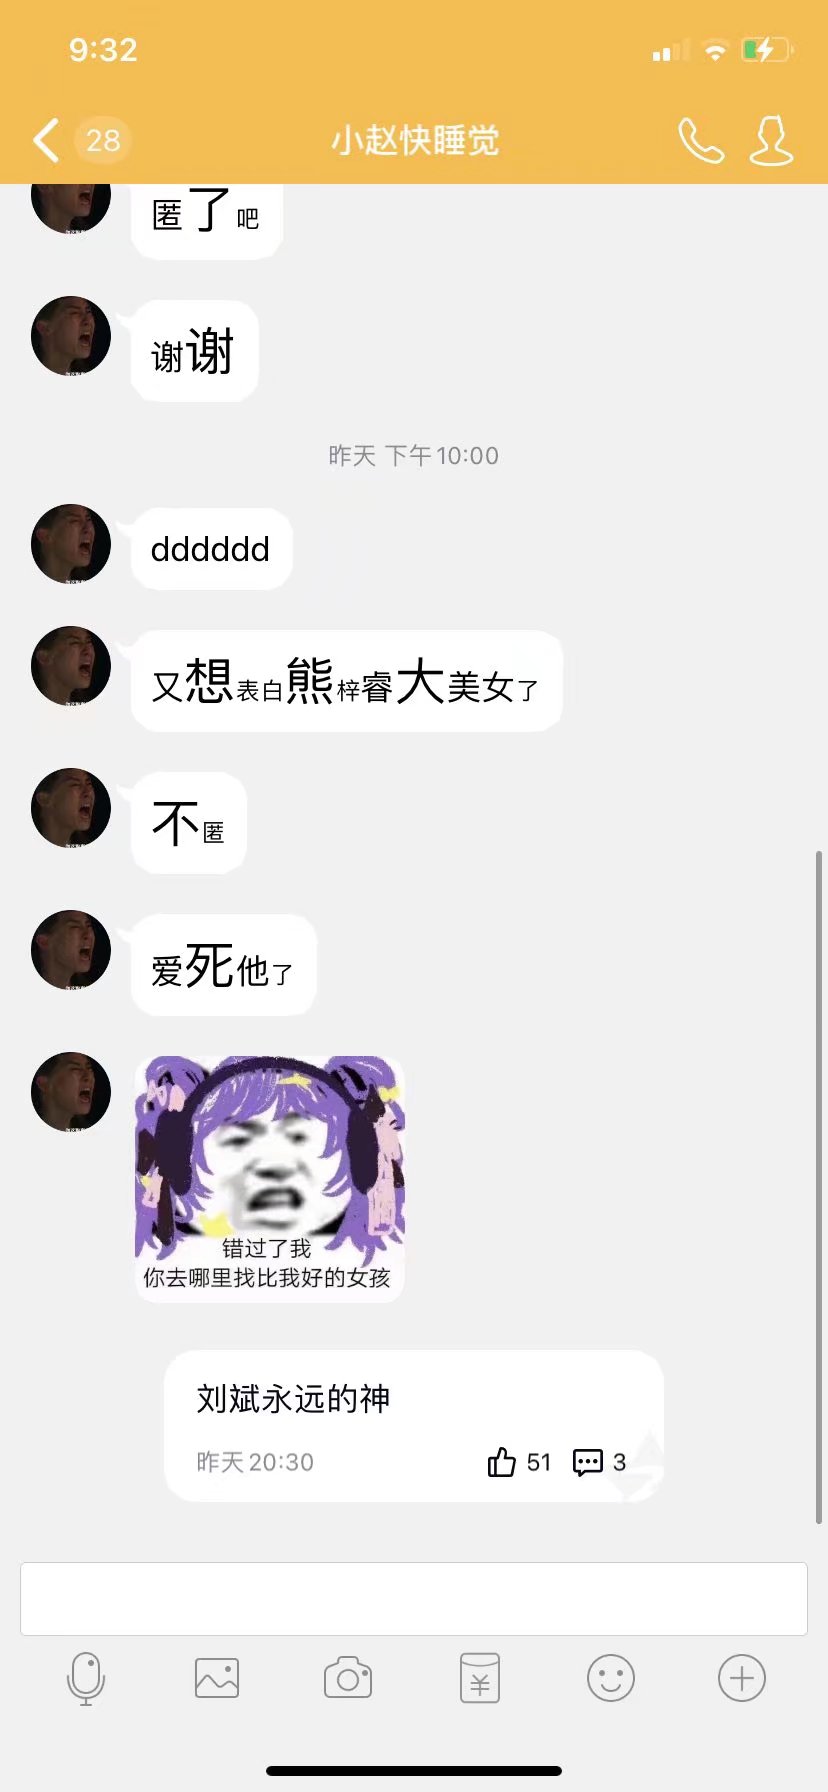 9:32
28
小赵快睡觉
匿了吧
谢谢
昨天 下午10:00
dddddd
又想表白熊梓睿大美女了
不匿
爱死他了
错过了我
你去哪里找比我好的女孩
刘斌永远的神
昨天20:30
51
3